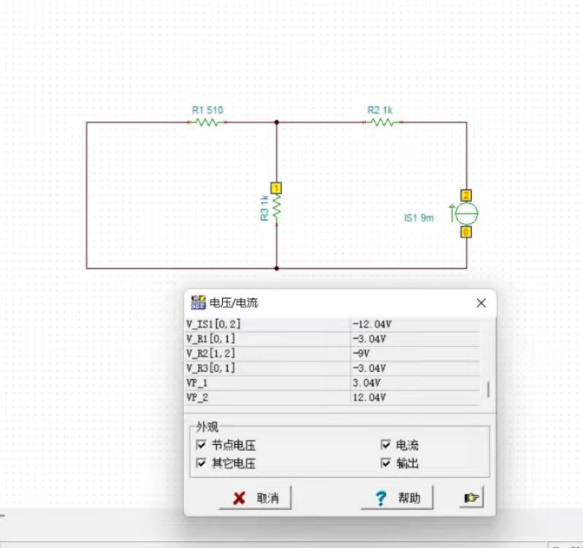 R1 510
R2 1k
1
R3 1k
2
IS1 9m
0
电压/电流
V_IS1[0,2] -12.04V
V_R1[0,1] -3.04V
V_R2[1,2] -9V
V_R3[0,1] -3.04V
VP_1 3.04V
VP_2 12.04V
外观
节点电压 电流
其它电压 输出
取消 帮助